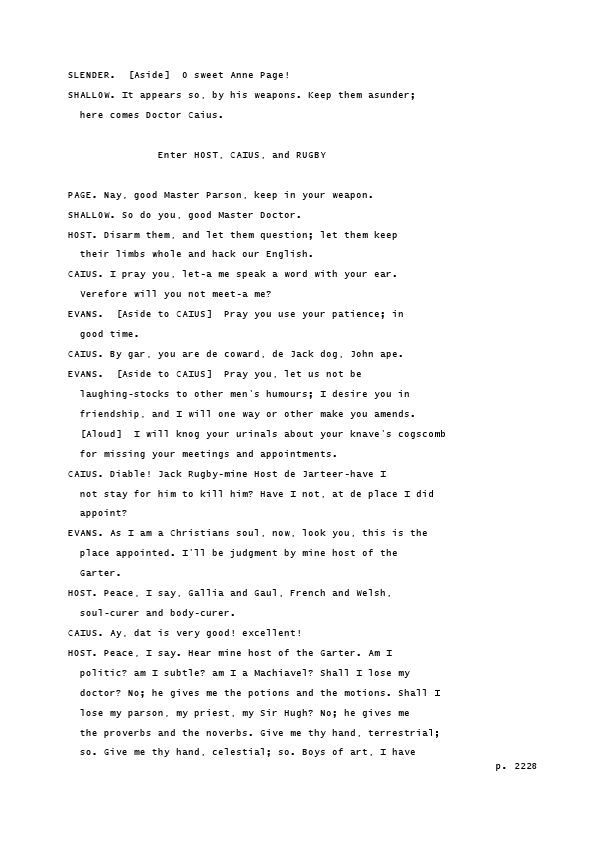 SLENDER.  [Aside]  O sweet Anne Page!
SHALLOW. It appears so, by his weapons. Keep them asunder;
  here comes Doctor Caius.

               Enter HOST, CAIUS, and RUGBY

PAGE. Nay, good Master Parson, keep in your weapon.
SHALLOW. So do you, good Master Doctor.
HOST. Disarm them, and let them question; let them keep
  their limbs whole and hack our English.
CAIUS. I pray you, let-a me speak a word with your ear.
  Verefore will you not meet-a me?
EVANS.  [Aside to CAIUS]  Pray you use your patience; in
  good time.
CAIUS. By gar, you are de coward, de Jack dog, John ape.
EVANS.  [Aside to CAIUS]  Pray you, let us not be
  laughing-stocks to other men's humours; I desire you in
  friendship, and I will one way or other make you amends.
  [Aloud]  I will knog your urinals about your knave's cogscomb
  for missing your meetings and appointments.
CAIUS. Diable! Jack Rugby-mine Host de Jarteer-have I
  not stay for him to kill him? Have I not, at de place I did
  appoint?
EVANS. As I am a Christians soul, now, look you, this is the
  place appointed. I'll be judgment by mine host of the
  Garter.
HOST. Peace, I say, Gallia and Gaul, French and Welsh,
  soul-curer and body-curer.
CAIUS. Ay, dat is very good! excellent!
HOST. Peace, I say. Hear mine host of the Garter. Am I
  politic? am I subtle? am I a Machiavel? Shall I lose my
  doctor? No; he gives me the potions and the motions. Shall I
  lose my parson, my priest, my Sir Hugh? No; he gives me
  the proverbs and the noverbs. Give me thy hand, terrestrial;
  so. Give me thy hand, celestial; so. Boys of art, I have
p. 2228